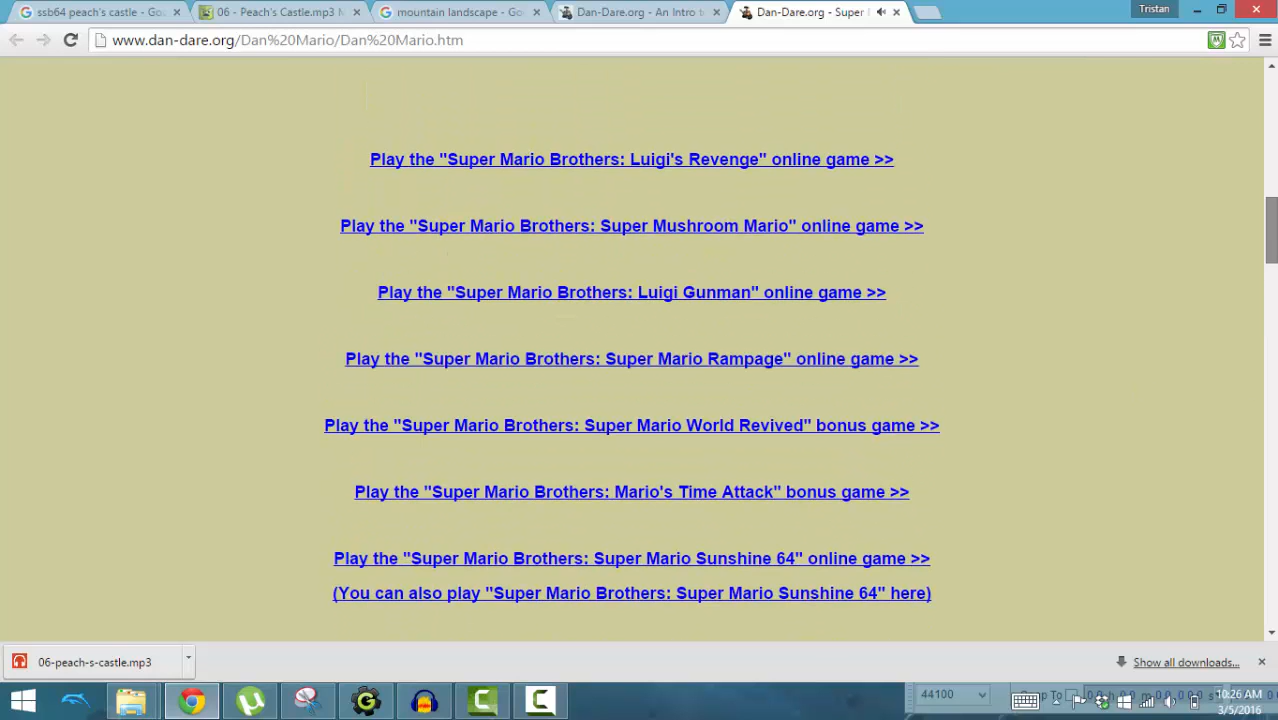 ssb64 peach's castle - Goo
06 - Peach's Castle.mp3 M
mountain landscape - Goo
Dan-Dare.org - An Intro t
Dan-Dare.org - Super
Tristan
www.dan-dare.org/Dan%20Mario/Dan%20Mario.htm
Play the "Super Mario Brothers: Luigi's Revenge" online game >>
Play the "Super Mario Brothers: Super Mushroom Mario" online game >>
Play the "Super Mario Brothers: Luigi Gunman" online game >>
Play the "Super Mario Brothers: Super Mario Rampage" online game >>
Play the "Super Mario Brothers: Super Mario World Revived" bonus game >>
Play the "Super Mario Brothers: Mario's Time Attack" bonus game >>
Play the "Super Mario Brothers: Super Mario Sunshine 64" online game >>
(You can also play "Super Mario Brothers: Super Mario Sunshine 64" here)
06-peach-s-castle.mp3
Show all downloads...
44100
10:26 AM
3/5/2016